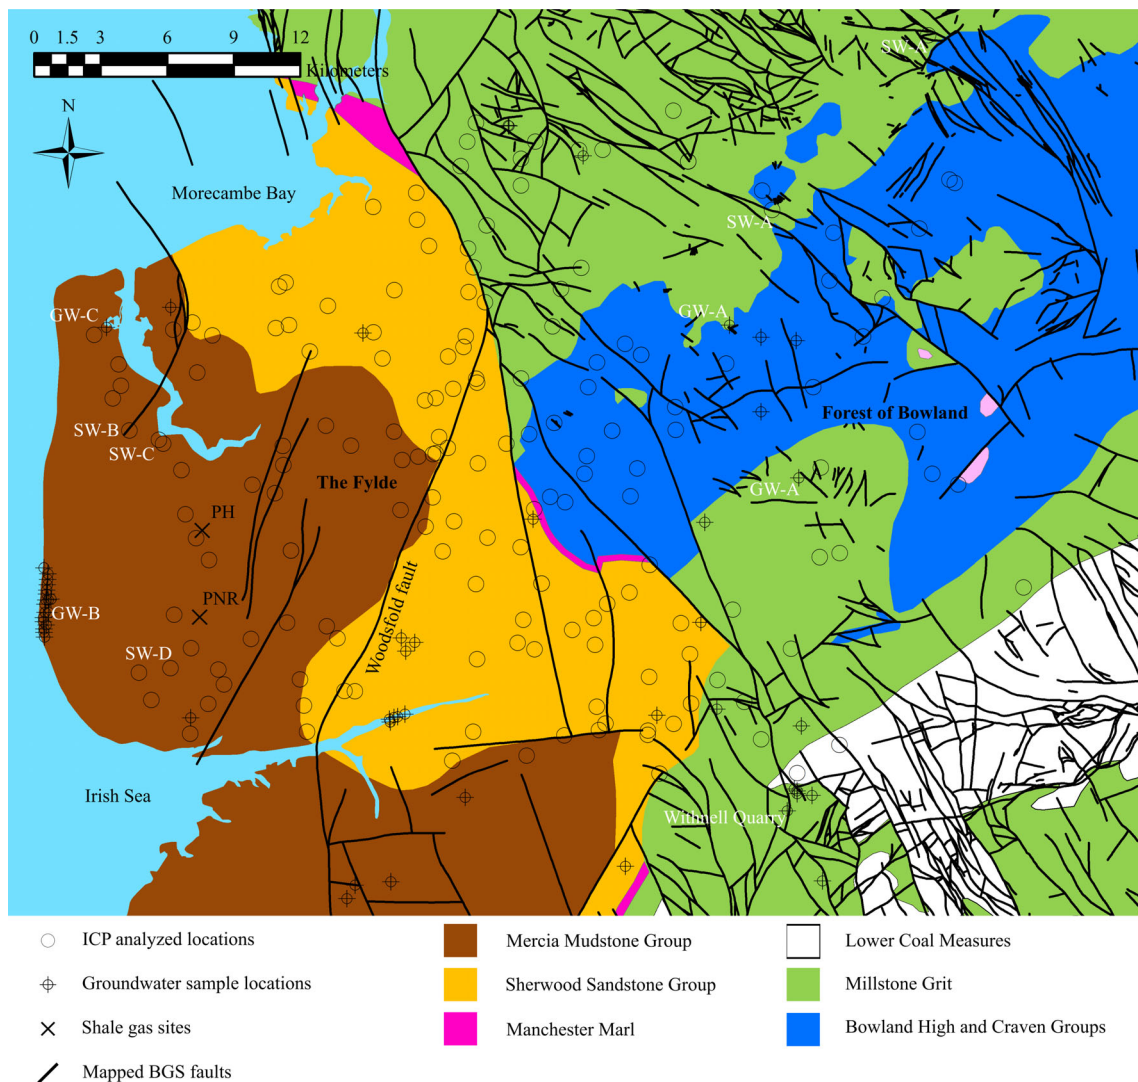 0 1.5 3 6 9 12
Kilometers
N
SW-A
Morecambe Bay
SW-A
GW-C
GW-A
SW-B
SW-C
Forest of Bowland
The Fylde
GW-A
PH
PNR
GW-B
Woodsfold fault
SW-D
Irish Sea
Withnell Quarry
ICP analyzed locations
Groundwater sample locations
Shale gas sites
Mapped BGS faults
Mercia Mudstone Group
Sherwood Sandstone Group
Manchester Marl
Lower Coal Measures
Millstone Grit
Bowland High and Craven Groups